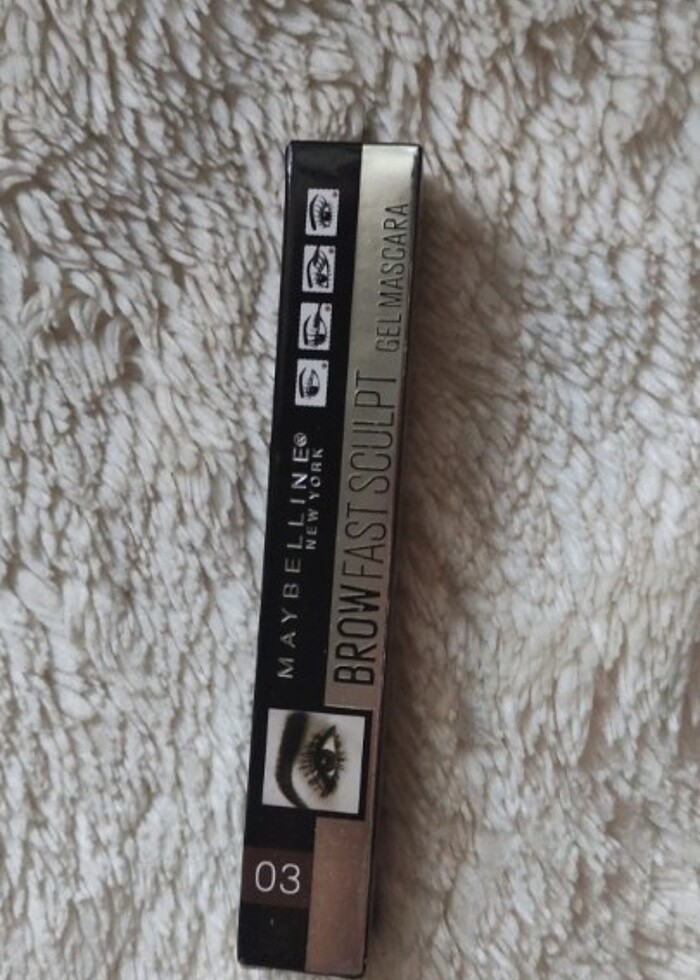 MAYBELLINE®
NEW YORK
BROW FAST SCULPT GEL MASCARA
03